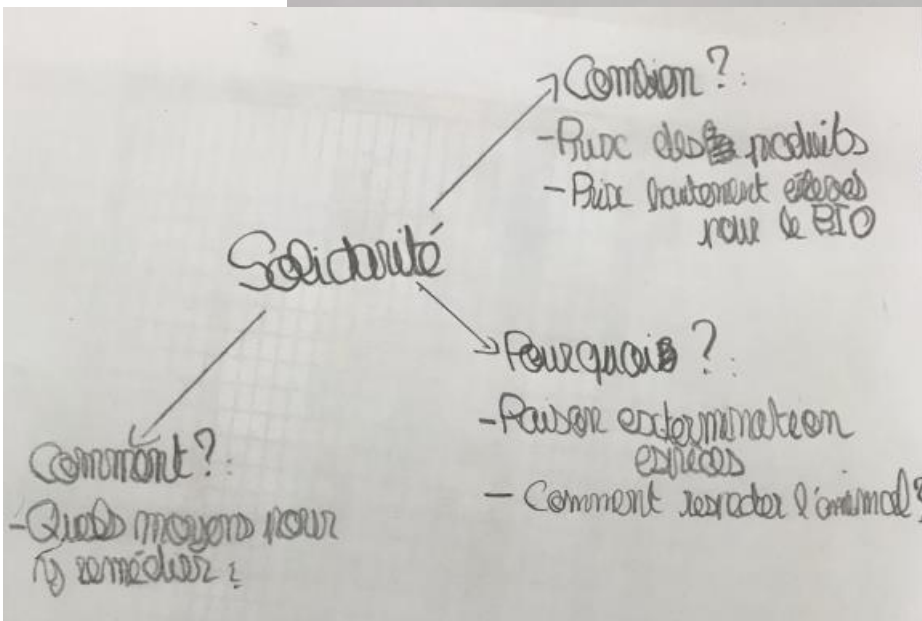 Combien ?:
-Prix des produits
- Prix hautement élevés
pour le BIO
Solidarité
Pourquoi ?:
-Raison extermination
espèces
- Comment respecter l'animal ?
Comment ?:
-Quels moyens pour
y remédier ?